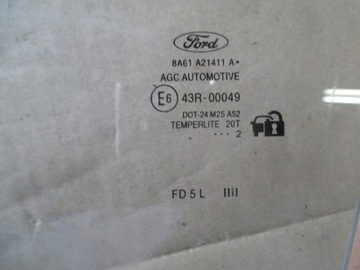 Ford
8A61 A21411 A•
AGC AUTOMOTIVE
E6 43R-00049
DOT-24 M25 AS2
TEMPERLITE 20T
··· 2
FD 5 L